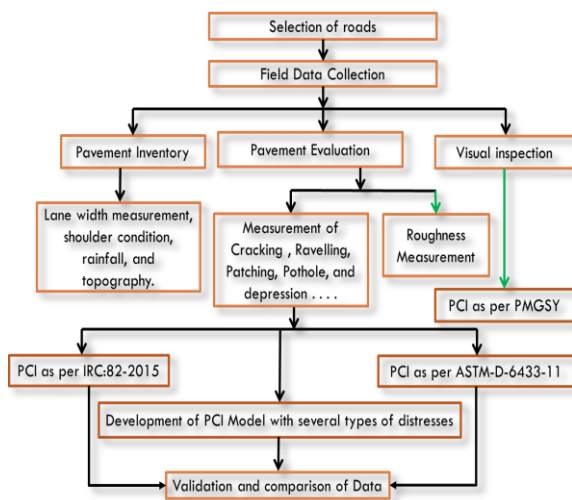 Selection of roads
Field Data Collection
Pavement Inventory
Pavement Evaluation
Visual inspection
Lane width measurement,
shoulder condition,
rainfall, and
topography.
Measurement of
Cracking , Ravelling,
Patching, Pothole, and
depression . . . .
Roughness
Measurement
PCI as per PMGSY
PCI as per IRC:82-2015
PCI as per ASTM-D-6433-11
Development of PCI Model with several types of distresses
Validation and comparison of Data